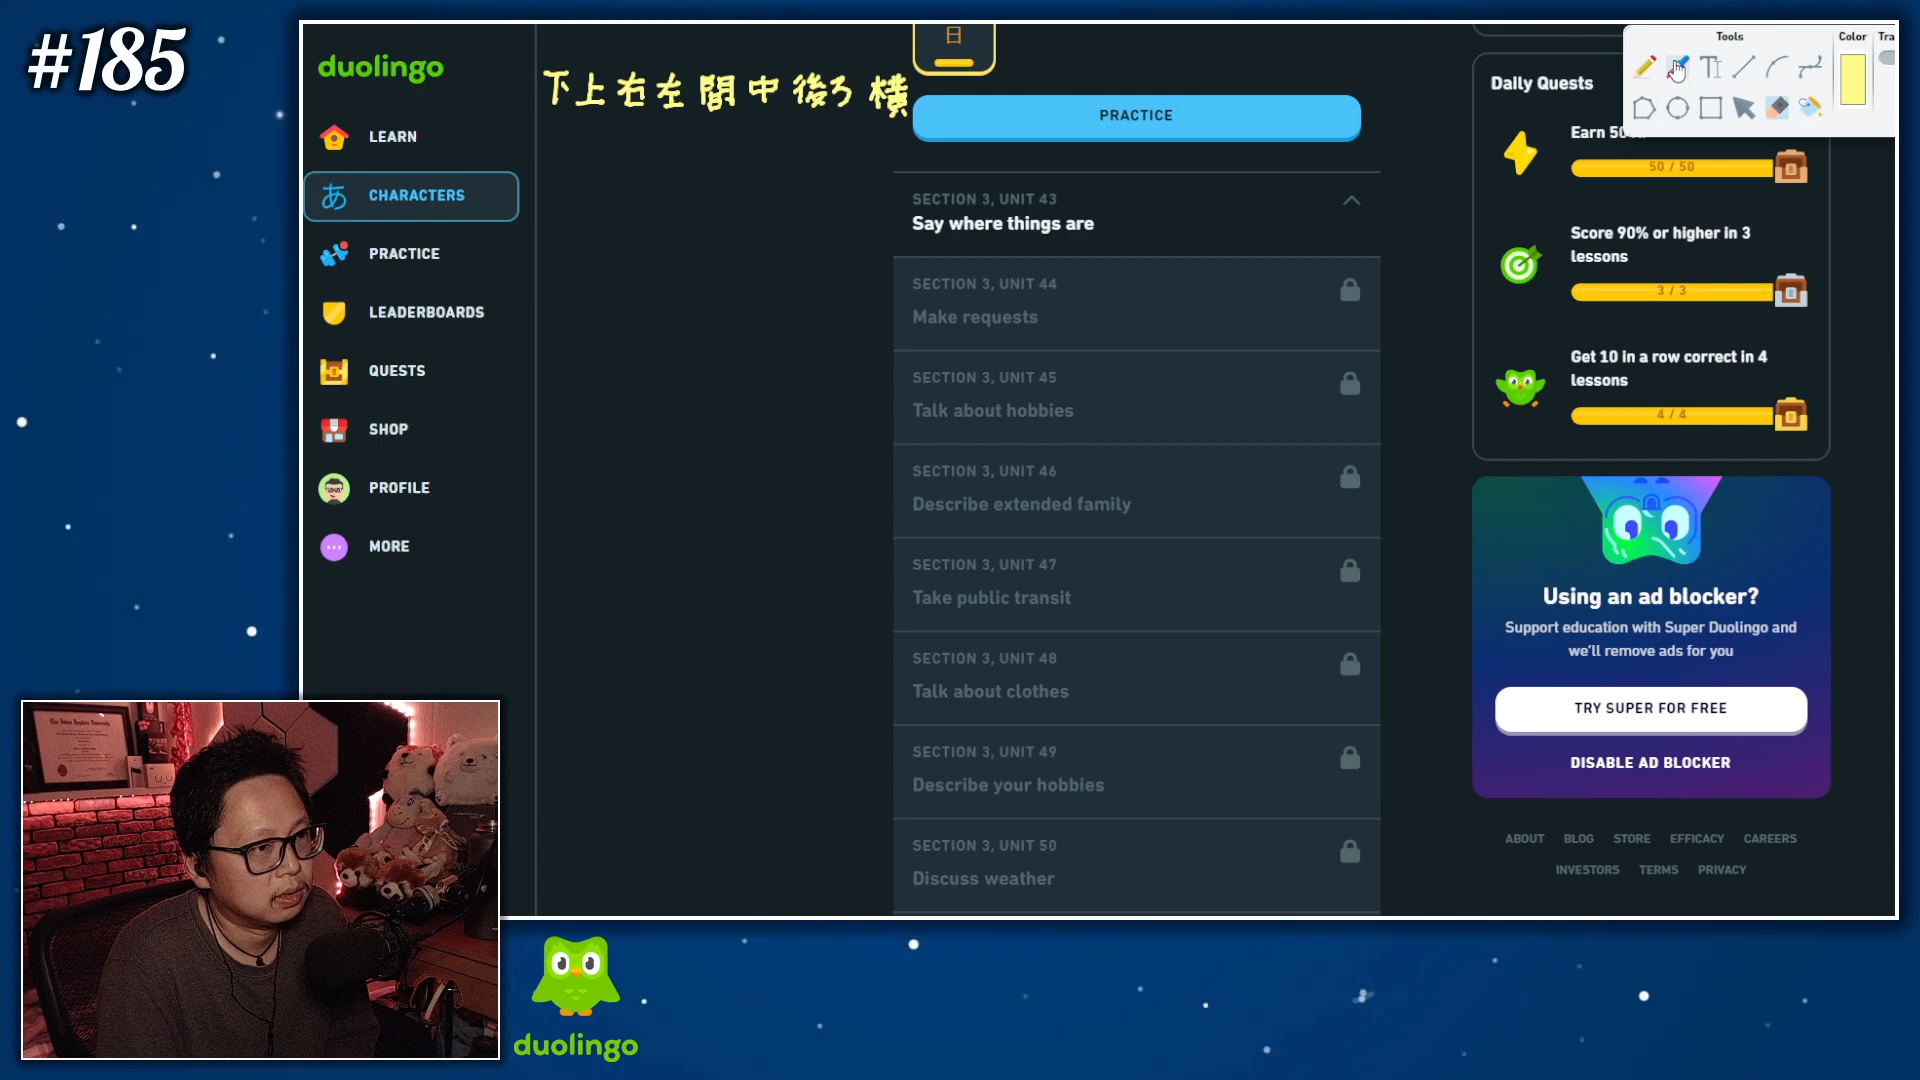 #185
duolingo
LEARN
CHARACTERS
PRACTICE
LEADERBOARDS
QUESTS
SHOP
PROFILE
MORE
下上右左間中後ろ横
日
PRACTICE
SECTION 3, UNIT 43
Say where things are
SECTION 3, UNIT 44
Make requests
SECTION 3, UNIT 45
Talk about hobbies
SECTION 3, UNIT 46
Describe extended family
SECTION 3, UNIT 47
Take public transit
SECTION 3, UNIT 48
Talk about clothes
SECTION 3, UNIT 49
Describe your hobbies
SECTION 3, UNIT 50
Discuss weather
Tools
Color
Tra
Daily Quests
Earn 50
50 / 50
Score 90% or higher in 3
lessons
3 / 3
Get 10 in a row correct in 4
lessons
4 / 4
Using an ad blocker?
Support education with Super Duolingo and
we'll remove ads for you
TRY SUPER FOR FREE
DISABLE AD BLOCKER
ABOUT BLOG STORE EFFICACY CAREERS
INVESTORS TERMS PRIVACY
duolingo